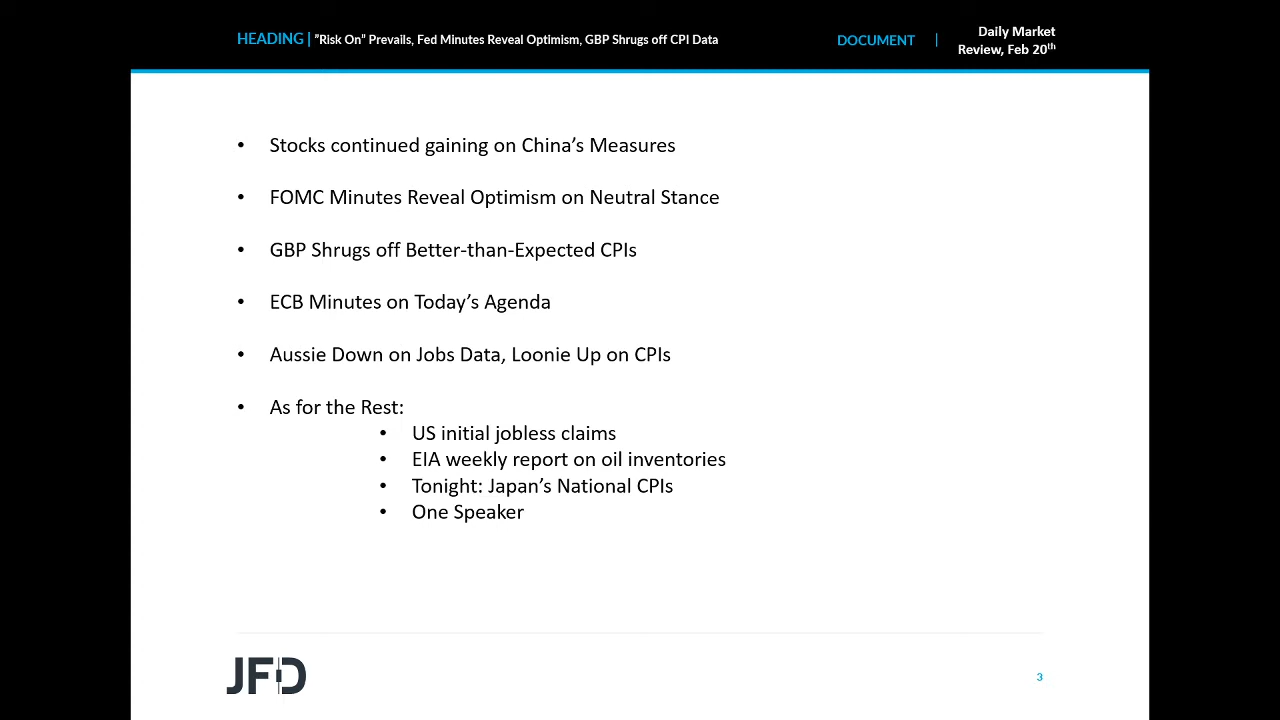 HEADING | ”Risk On” Prevails, Fed Minutes Reveal Optimism, GBP Shrugs off CPI Data
DOCUMENT | Daily Market
Review, Feb 20th
• Stocks continued gaining on China’s Measures
• FOMC Minutes Reveal Optimism on Neutral Stance
• GBP Shrugs off Better-than-Expected CPIs
• ECB Minutes on Today’s Agenda
• Aussie Down on Jobs Data, Loonie Up on CPIs
• As for the Rest:
• US initial jobless claims
• EIA weekly report on oil inventories
• Tonight: Japan’s National CPIs
• One Speaker
JFD
3